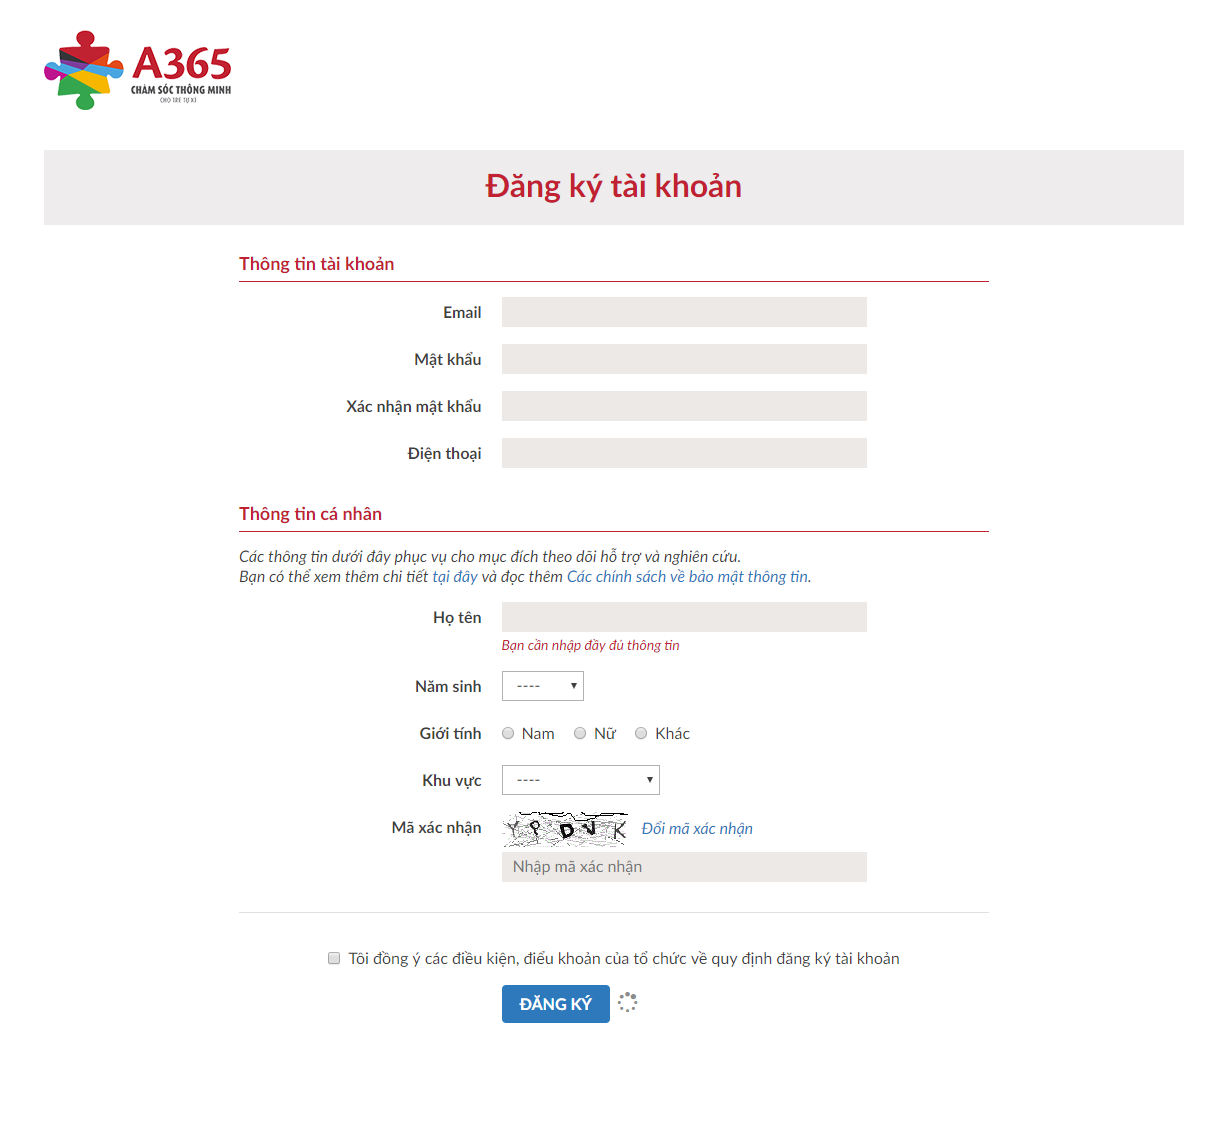 A365
CHĂM SÓC THÔNG MINH
CHO TRẺ TỰ KỈ
Đăng ký tài khoản
Thông tin tài khoản
Email
Mật khẩu
Xác nhận mật khẩu
Điện thoại
Thông tin cá nhân
Các thông tin dưới đây phục vụ cho mục đích theo dõi hỗ trợ và nghiên cứu.
Bạn có thể xem thêm chi tiết tại đây và đọc thêm Các chính sách về bảo mật thông tin.
Họ tên
Bạn cần nhập đầy đủ thông tin
Năm sinh ----
Giới tính Nam Nữ Khác
Khu vực ----
Mã xác nhận Đổi mã xác nhận
Nhập mã xác nhận
Tôi đồng ý các điều kiện, điểu khoản của tổ chức về quy định đăng ký tài khoản
ĐĂNG KÝ